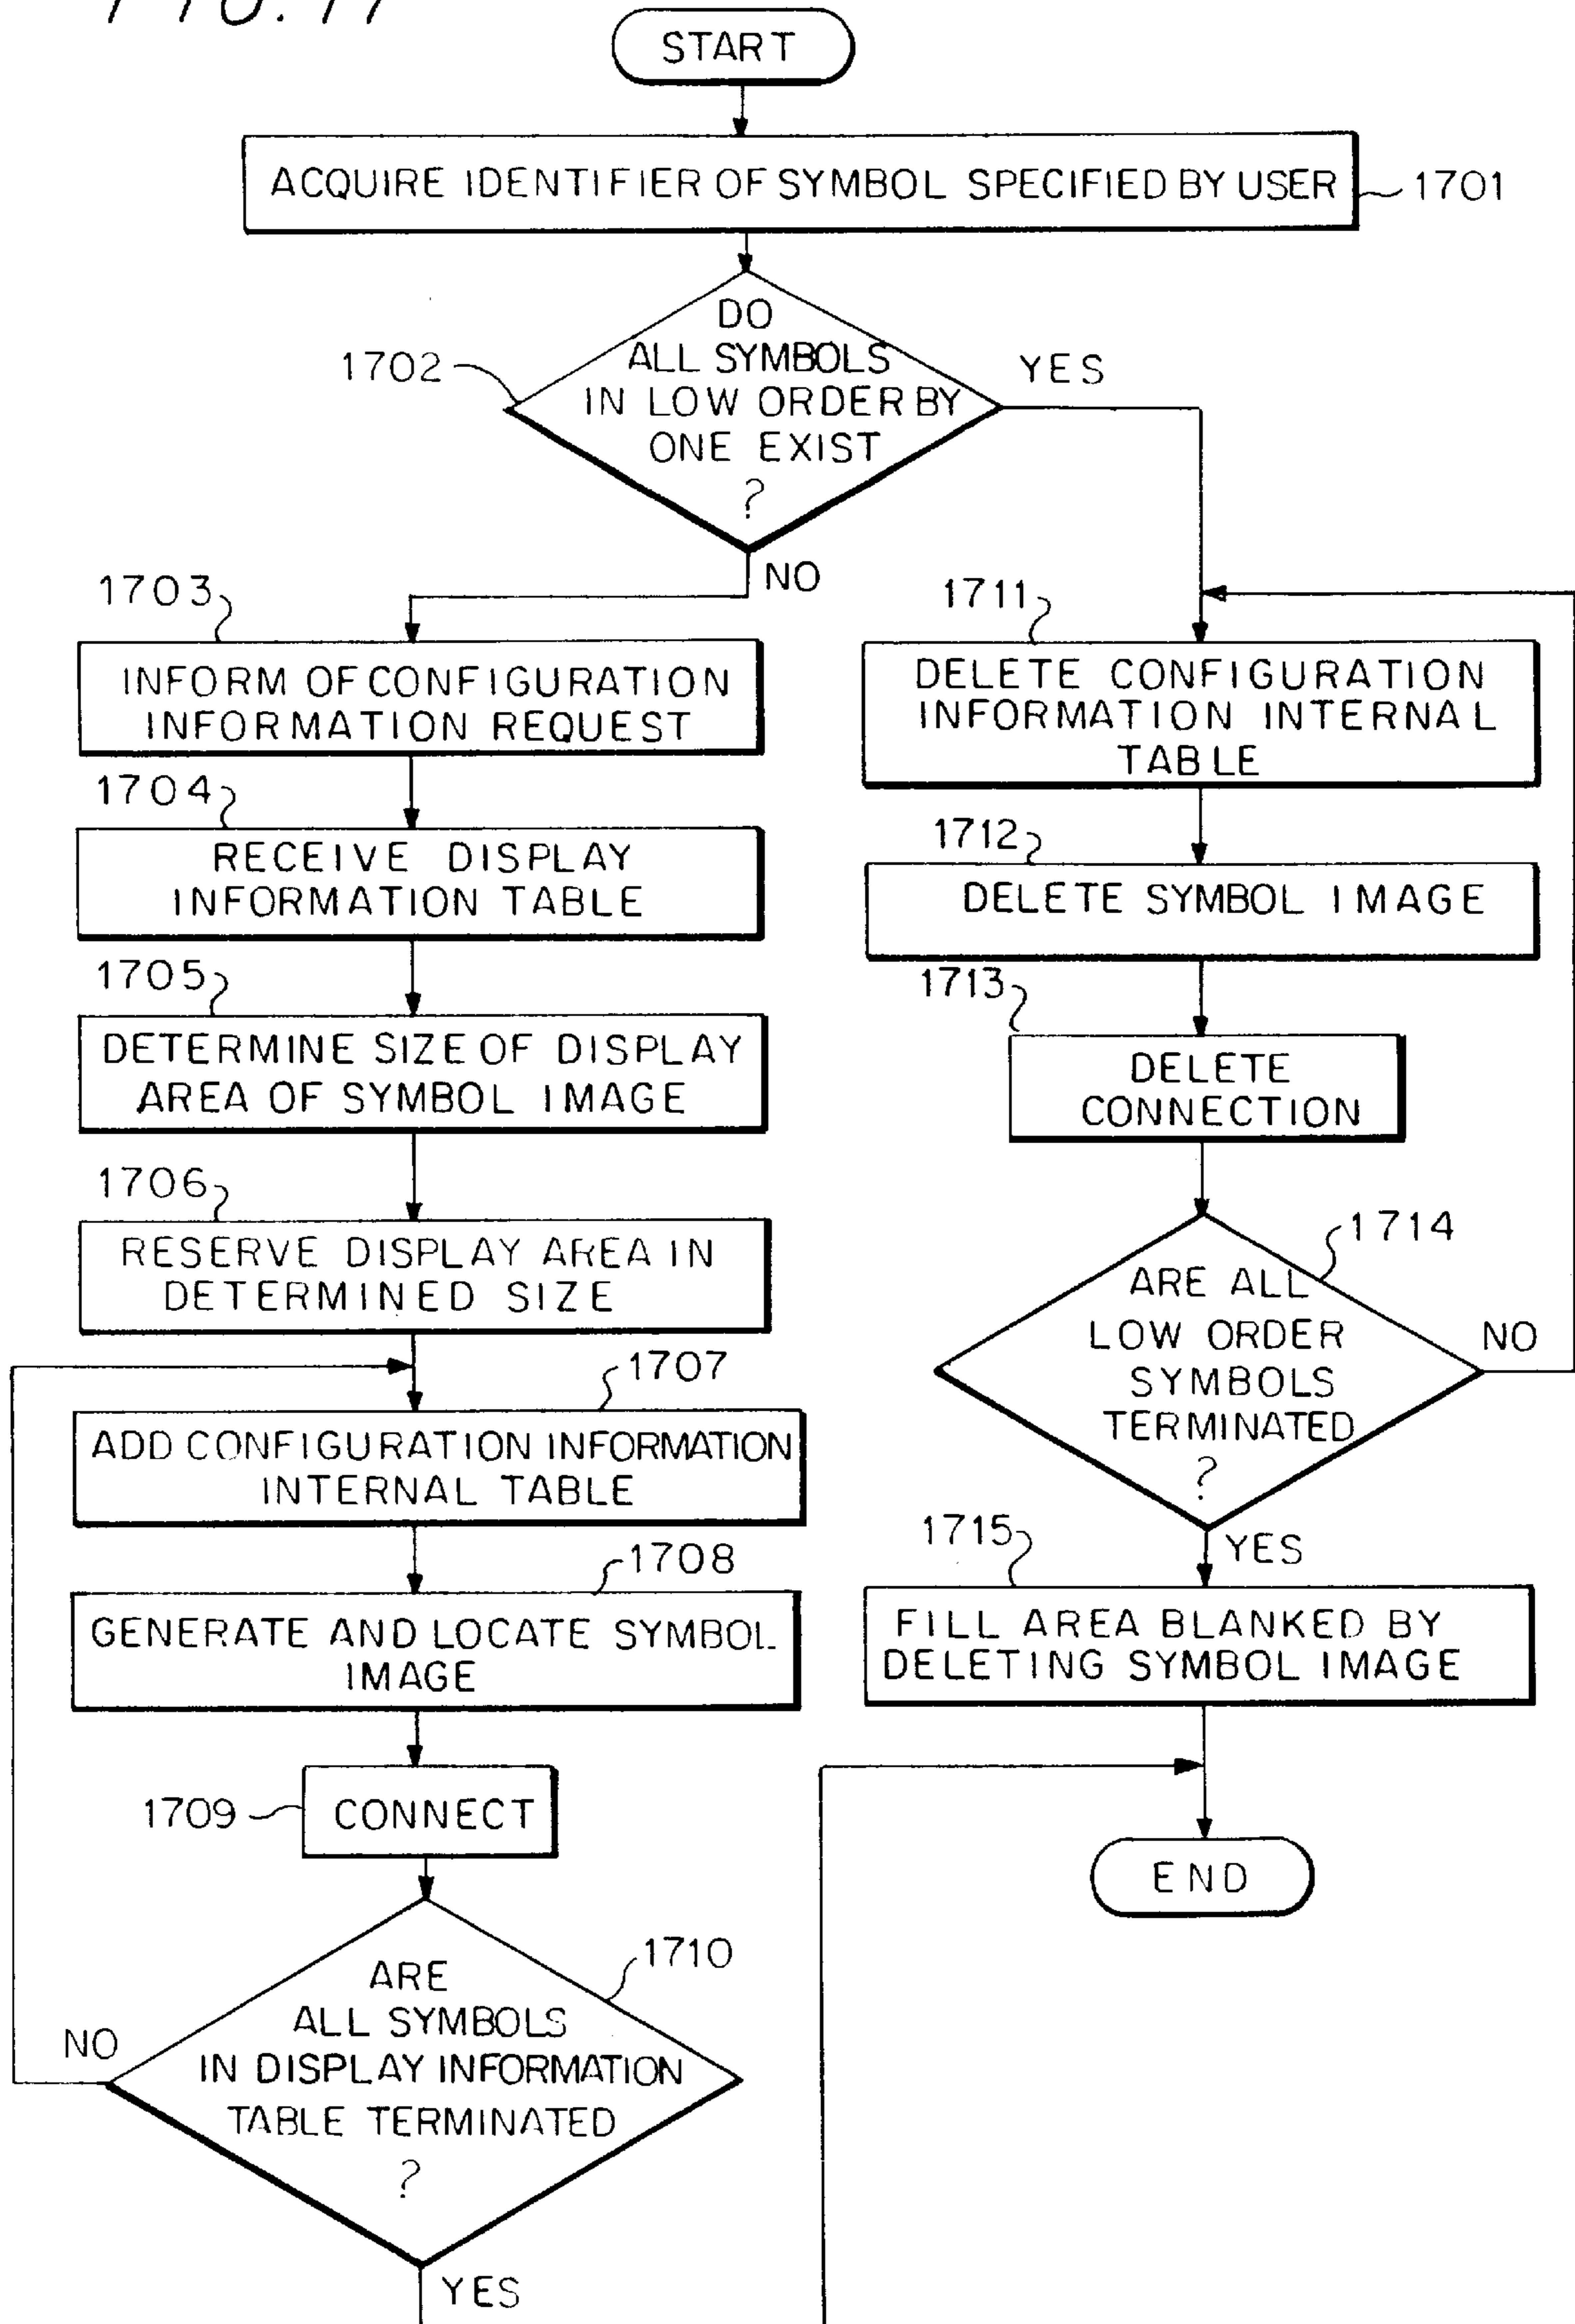 START
ACQUIRE IDENTIFIER OF SYMBOL SPECIFIED BY USER
1701
DO
ALL SYMBOLS
IN LOW ORDER BY
ONE EXIST
?
1702
YES
NO
1703
INFORM OF CONFIGURATION
INFORMATION REQUEST
1704
RECEIVE DISPLAY
INFORMATION TABLE
1705
DETERMINE SIZE OF DISPLAY
AREA OF SYMBOL IMAGE
1706
RESERVE DISPLAY AREA IN
DETERMINED SIZE
1707
ADD CONFIGURATION INFORMATION
INTERNAL TABLE
1708
GENERATE AND LOCATE SYMBOL
IMAGE
1709
CONNECT
1710
ARE
ALL SYMBOLS
IN DISPLAY INFORMATION
TABLE TERMINATED
?
NO
YES
1711
DELETE CONFIGURATION
INFORMATION INTERNAL
TABLE
1712
DELETE SYMBOL IMAGE
1713
DELETE
CONNECTION
1714
ARE ALL
LOW ORDER
SYMBOLS
TERMINATED
?
NO
YES
1715
FILL AREA BLANKED BY
DELETING SYMBOL IMAGE
END